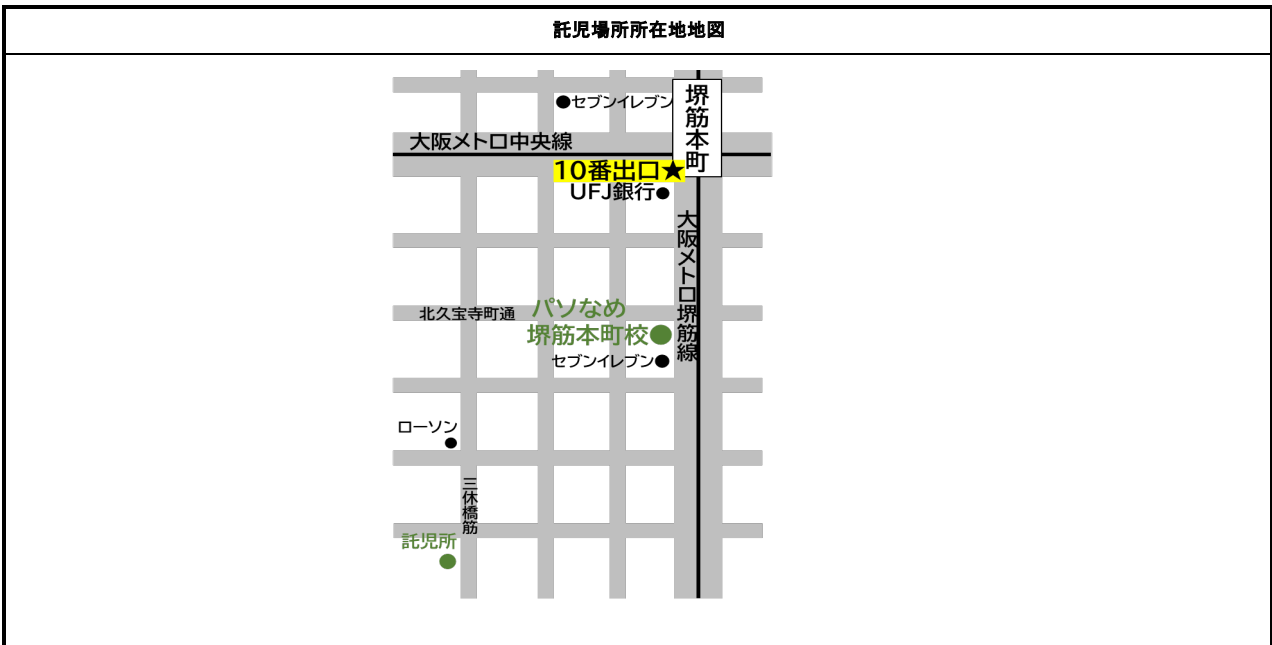 託児場所所在地地図
●セブンイレブン
堺筋本町
大阪メトロ中央線
10番出口★
UFJ銀行●
大阪メトロ堺筋線
北久宝寺町通
パソなめ
堺筋本町校●
セブンイレブン●
ローソン
三休橋筋
託児所